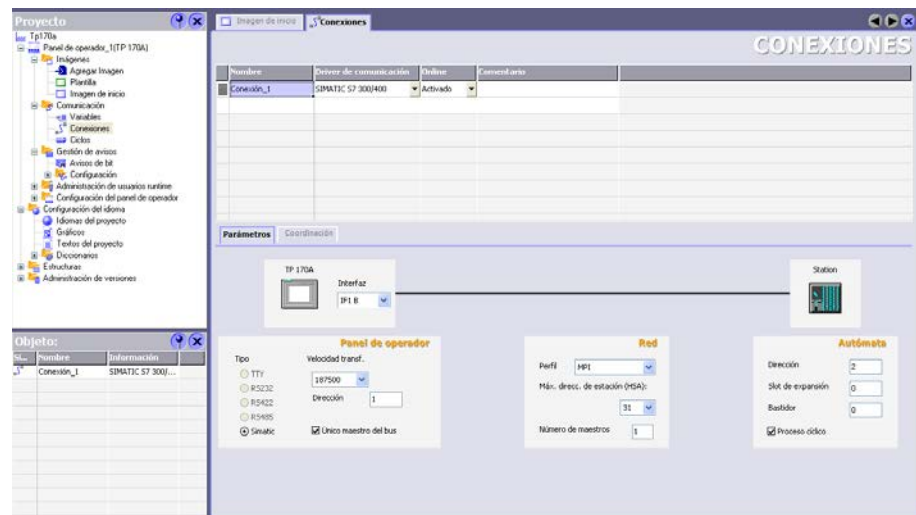 Proyecto
Tp170a
Panel de operador_1(TP 170A)
Imágenes
Agregar Imagen
Plantilla
Imagen de inicio
Comunicación
Variables
Conexiones
Ciclos
Gestión de avisos
Avisos de bit
Configuración
Administración de usuarios runtime
Configuración del panel de operador
Configuración del idioma
Idiomas del proyecto
Gráficos
Textos del proyecto
Diccionarios
Estructuras
Administración de versiones
Objeto:
Sí... Nombre Información
Conexión_1 SIMATIC S7 300/...
Imagen de inicio Conexiones
CONEXIONES
Nombre Driver de comunicación Online Comentario
Conexión_1 SIMATIC S7 300/400 Activado
Parámetros Coordinación
TP 170A
Interfaz
IF1 B
Station
Panel de operador
Tipo
TTY
RS232
RS422
RS485
Simatic
Velocidad transf.
187500
Dirección 1
Único maestro del bus
Red
Perfil MPI
Máx. direcc. de estación (HSA):
31
Número de maestros 1
Autómata
Dirección 2
Slot de expansión 0
Bastidor 0
Proceso cíclico